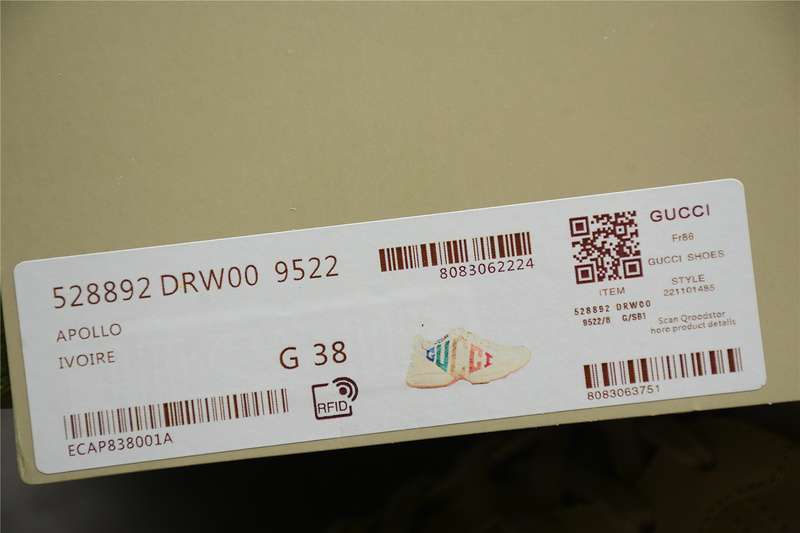 528892 DRW00 9522
APOLLO
IVOIRE
G 38
RFID
ECAP838001A
8083062224
GUCCI
GUCCI
Fr86
GUCCI SHOES
STYLE
221101485
ITEM
528892 DRW00
9522/8 G/SB1
Scan Qroodstor
hore product details
8083063751